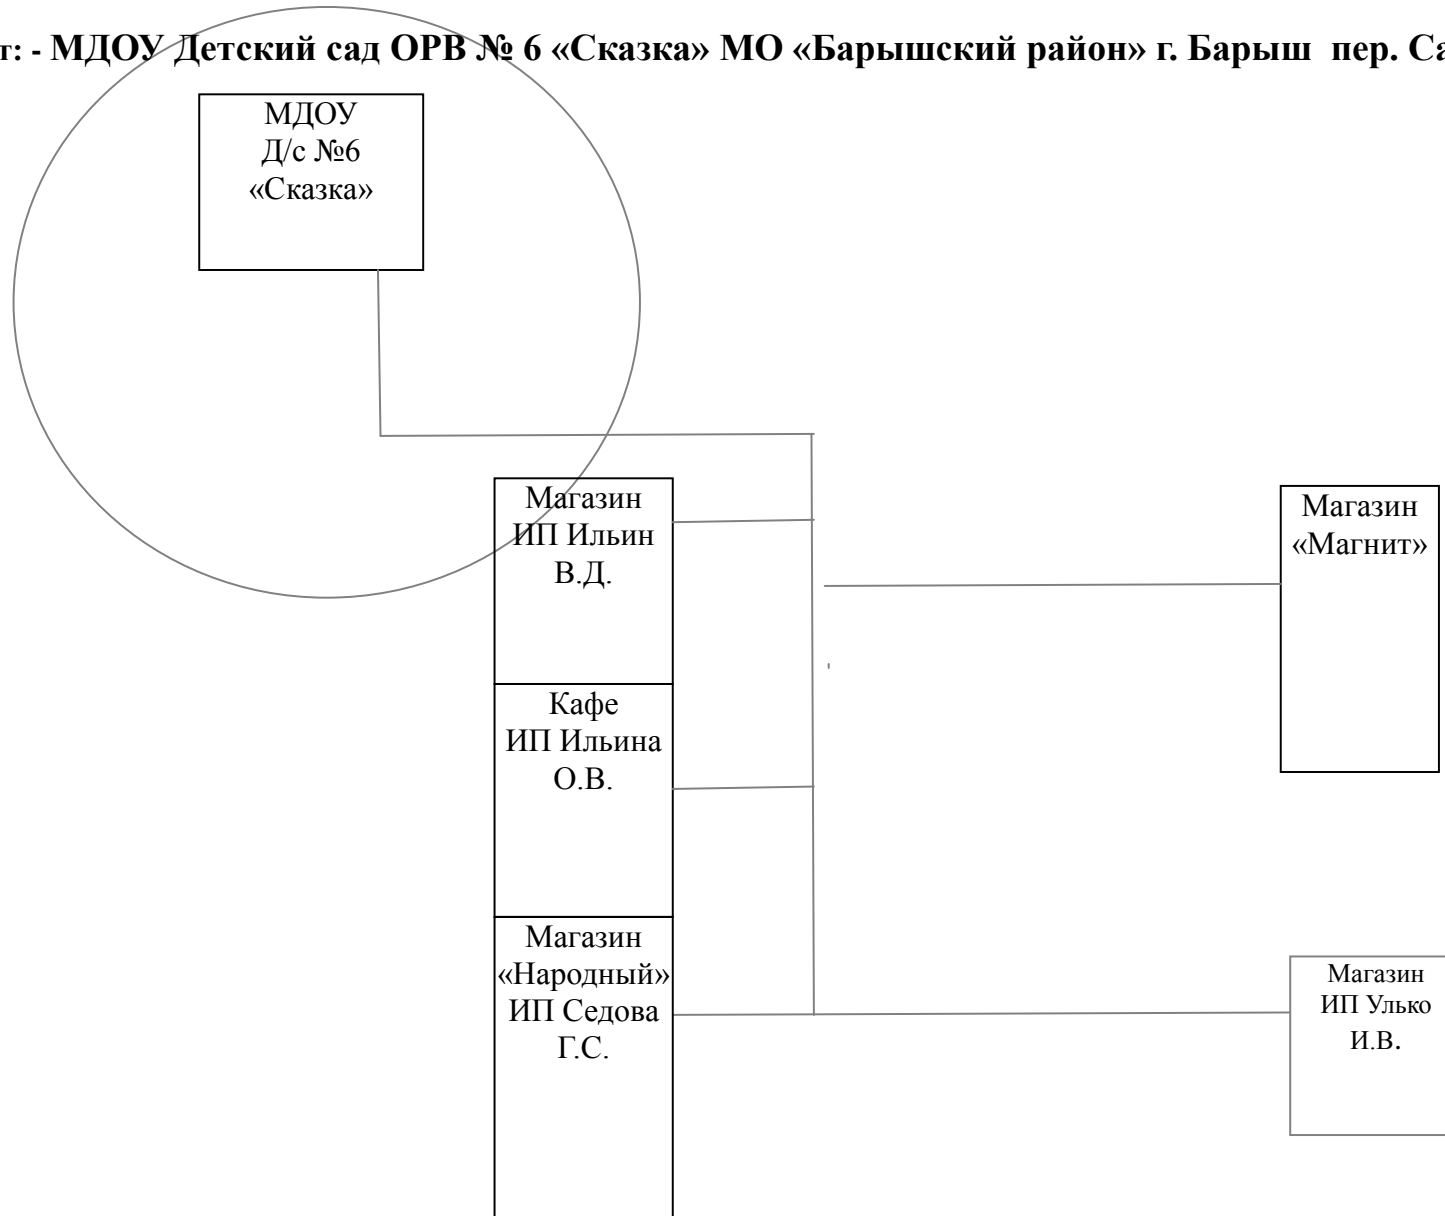 т: - МДОУ Детский сад ОРВ № 6 «Сказка» МО «Барышский район» г. Барыш пер. Са
МДОУ
Д/с №6
«Сказка»
Магазин
ИП Ильин
В.Д.
Магазин
«Магнит»
Кафе
ИП Ильина
О.В.
Магазин
«Народный»
ИП Седова
Г.С.
Магазин
ИП Улько
И.В.